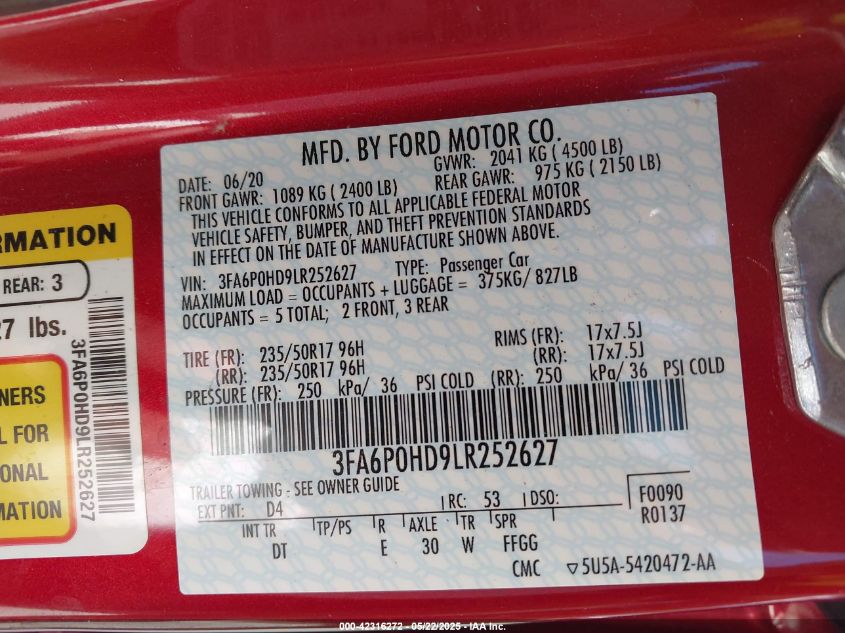 MFD. BY FORD MOTOR CO.
DATE: 06/20 GVWR: 2041 KG ( 4500 LB)
FRONT GAWR: 1089 KG ( 2400 LB) REAR GAWR: 975 KG ( 2150 LB)
THIS VEHICLE CONFORMS TO ALL APPLICABLE FEDERAL MOTOR
VEHICLE SAFETY, BUMPER, AND THEFT PREVENTION STANDARDS
IN EFFECT ON THE DATE OF MANUFACTURE SHOWN ABOVE.
VIN: 3FA6P0HD9LR252627 TYPE: Passenger Car
MAXIMUM LOAD = OCCUPANTS + LUGGAGE = 375KG/ 827LB
OCCUPANTS = 5 TOTAL; 2 FRONT, 3 REAR
TIRE (FR): 235/50R17 96H RIMS (FR): 17x7.5J
(RR): 235/50R17 96H (RR): 17x7.5J
PRESSURE (FR): 250 kPa/ 36 PSI COLD (RR): 250 kPa/ 36 PSI COLD
3FA6P0HD9LR252627
TRAILER TOWING - SEE OWNER GUIDE
EXT PNT: D4 RC: 53 DSO: F0090
R0137
INT TR TP/PS R AXLE TR SPR
DT E 30 W FFGG
CMC ▽5U5A-5420472-AA
RMATION
REAR: 3
27 lbs.
3FA6P0HD9LR252627
NERS
L FOR
ONAL
MATION
000-42316272 - 05/22/2025 - IAA Inc.